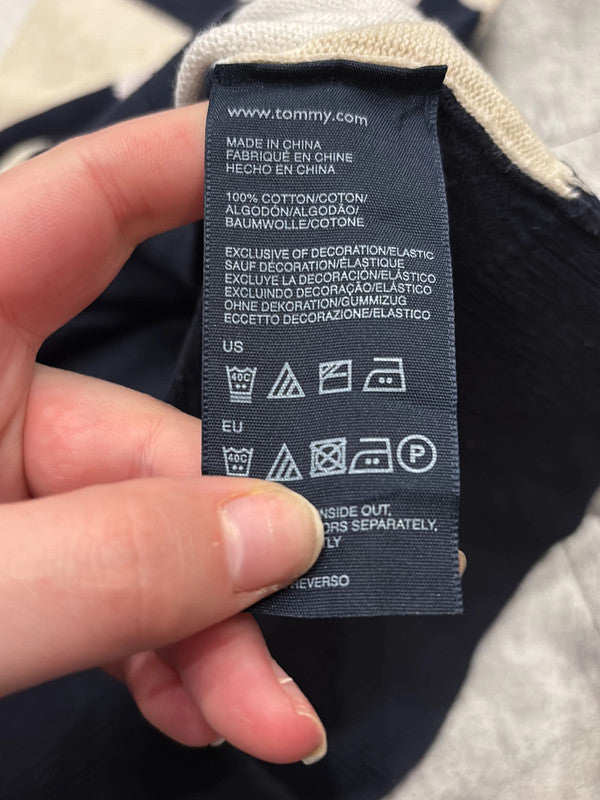 www.tommy.com
MADE IN CHINA
FABRIQUÉ EN CHINE
HECHO EN CHINA
100% COTTON/COTON/
ALGODÓN/ALGODÃO/
BAUMWOLLE/COTONE
EXCLUSIVE OF DECORATION/ELASTIC
SAUF DÉCORATION/ÉLASTIQUE
EXCLUYE LA DECORACIÓN/ELÁSTICO
EXCLUINDO DECORAÇÃO/ELÁSTICO
OHNE DEKORATION/GUMMIZUG
ECCETTO DECORAZIONE/ELASTICO
US
40C
EU
40C P
INSIDE OUT,
SEPARATELY,
REVERSO